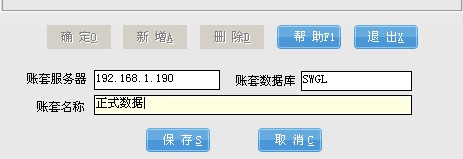 确 定O 新 增A 删 除D 帮 助F1 退 出X
账套服务器 192.168.1.190 账套数据库 SWGL
账套名称 正式数据
保 存S 取 消C